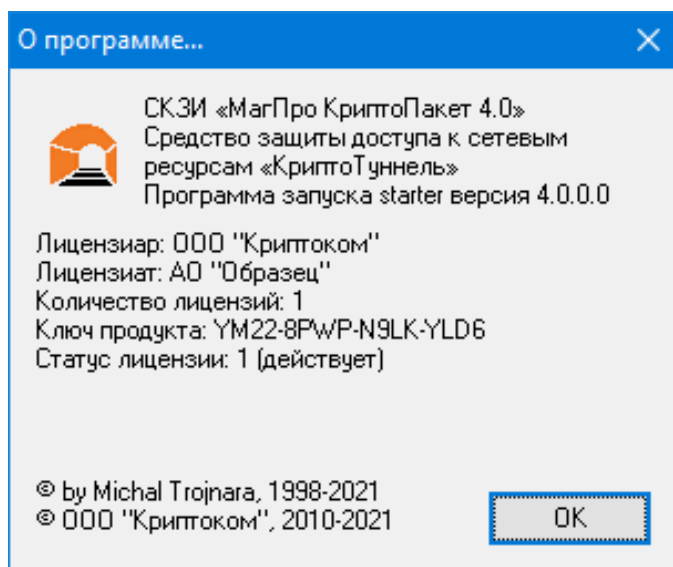 О программе...
СКЗИ «МагПро КриптоПакет 4.0»
Средство защиты доступа к сетевым
ресурсам «КриптоТуннель»
Программа запуска starter версия 4.0.0.0
Лицензиар: ООО "Криптоком"
Лицензиат: АО "Образец"
Количество лицензий: 1
Ключ продукта: YM22-8PWP-N9LK-YLD6
Статус лицензии: 1 (действует)
© by Michal Trojnara, 1998-2021
© ООО "Криптоком", 2010-2021
OK